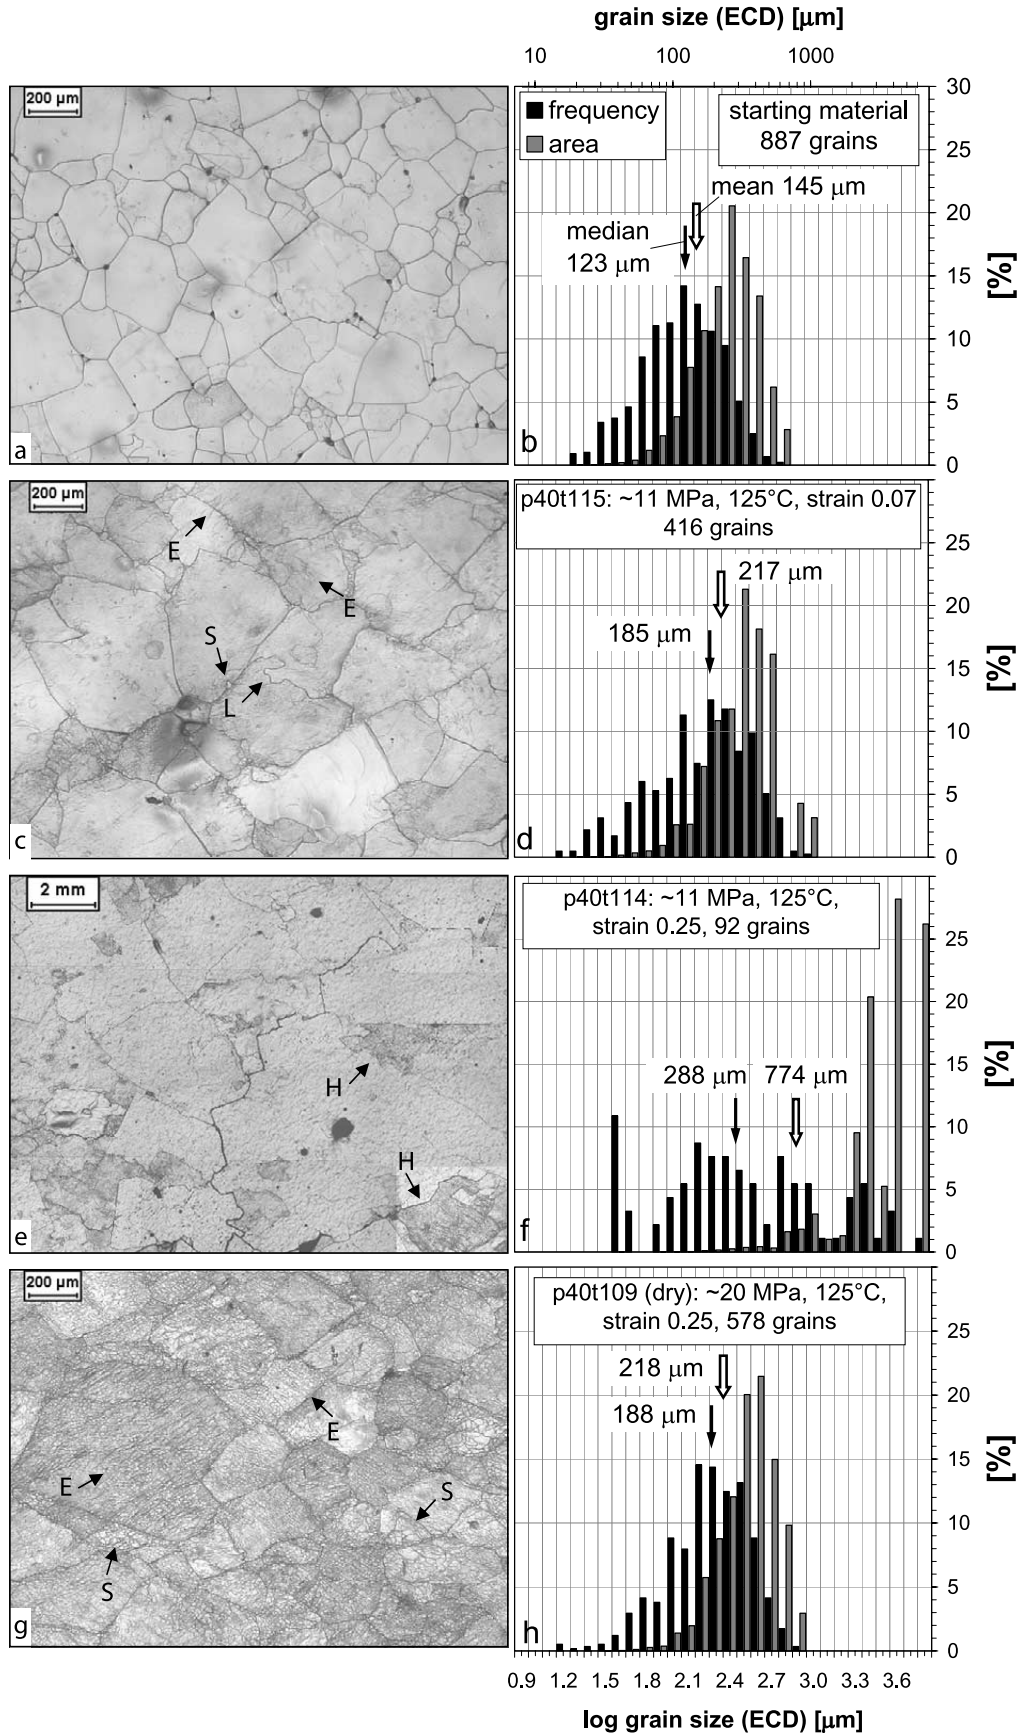 grain size (ECD) [μm]
10 100 1000
200 μm
a
frequency
area
starting material
887 grains
mean 145 μm
median
123 μm
b
30
25
20
15
10
5
0
[%]
200 μm
E
E
S
L
c
p40t115: ~11 MPa, 125°C, strain 0.07
416 grains
217 μm
185 μm
d
25
20
15
10
5
0
[%]
2 mm
H
H
e
p40t114: ~11 MPa, 125°C,
strain 0.25, 92 grains
288 μm 774 μm
f
25
20
15
10
5
0
[%]
200 μm
E
E
S
S
g
p40t109 (dry): ~20 MPa, 125°C,
strain 0.25, 578 grains
218 μm
188 μm
h
25
20
15
10
5
0
[%]
0.9 1.2 1.5 1.8 2.1 2.4 2.7 3.0 3.3 3.6
log grain size (ECD) [μm]